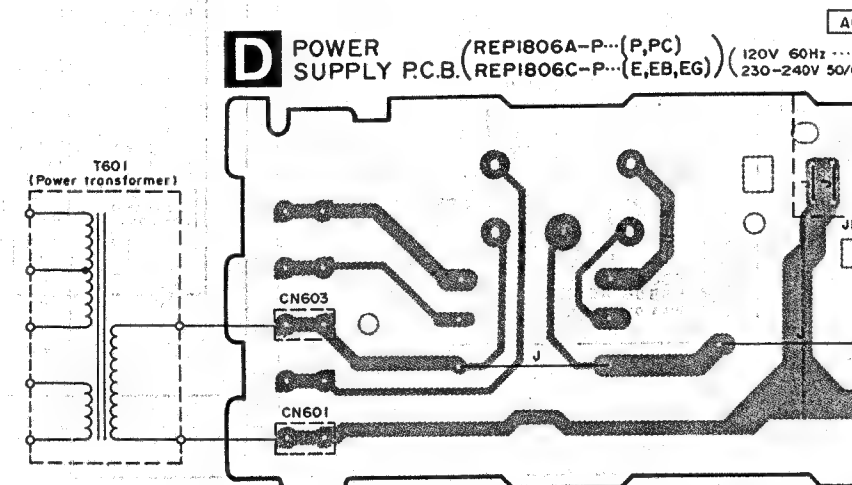 D
POWER
SUPPLY P.C.B.
(REP1806A-P…(P,PC)
REP1806C-P…(E,EB,EG))
(120V 60Hz …
230-240V 50/
T601
(Power transformer)
CN603
J
J
CN601